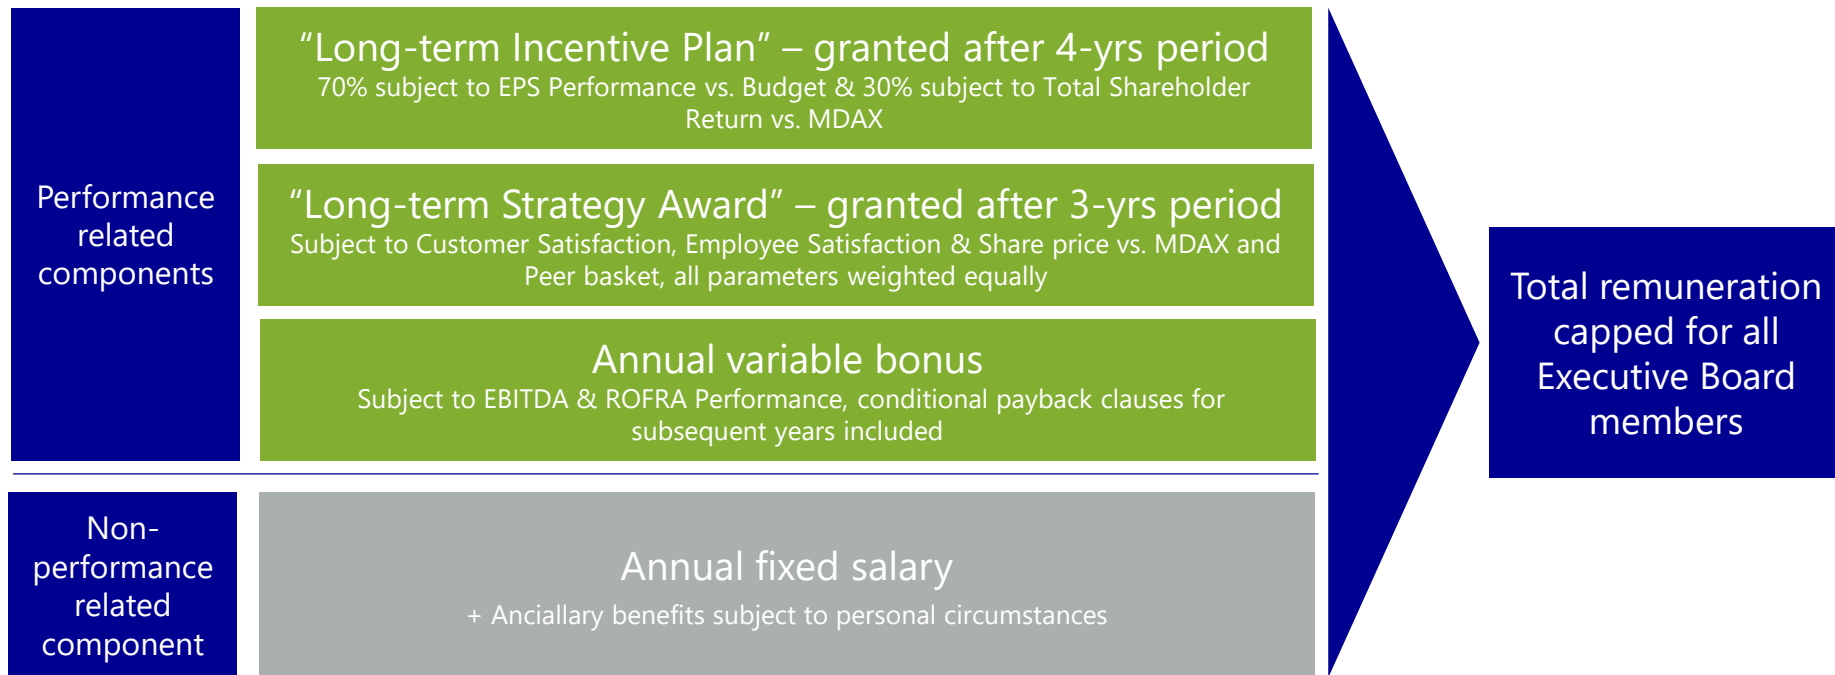 Performance
related
components
“Long-term Incentive Plan” – granted after 4-yrs period
70% subject to EPS Performance vs. Budget & 30% subject to Total Shareholder
Return vs. MDAX
“Long-term Strategy Award” – granted after 3-yrs period
Subject to Customer Satisfaction, Employee Satisfaction & Share price vs. MDAX and
Peer basket, all parameters weighted equally
Annual variable bonus
Subject to EBITDA & ROFRA Performance, conditional payback clauses for
subsequent years included
Non-
performance
related
component
Annual fixed salary
+ Anciallary benefits subject to personal circumstances
Total remuneration
capped for all
Executive Board
members